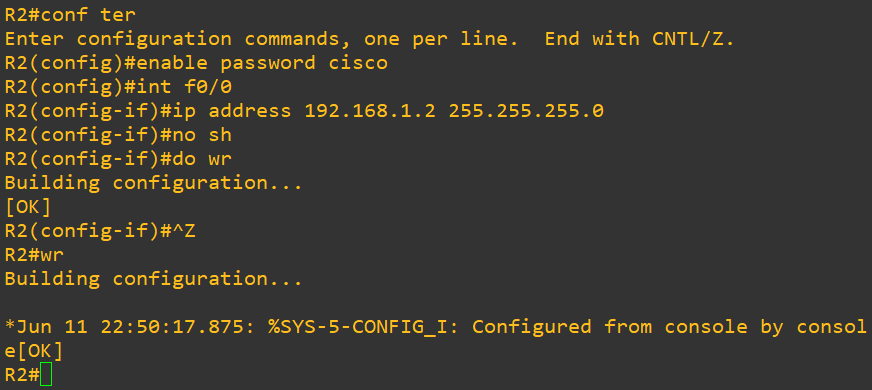 R2#conf ter
Enter configuration commands, one per line.  End with CNTL/Z.
R2(config)#enable password cisco
R2(config)#int f0/0
R2(config-if)#ip address 192.168.1.2 255.255.255.0
R2(config-if)#no sh
R2(config-if)#do wr
Building configuration...
[OK]
R2(config-if)#^Z
R2#wr
Building configuration...
*Jun 11 22:50:17.875: %SYS-5-CONFIG_I: Configured from console by consol
e[OK]
R2#